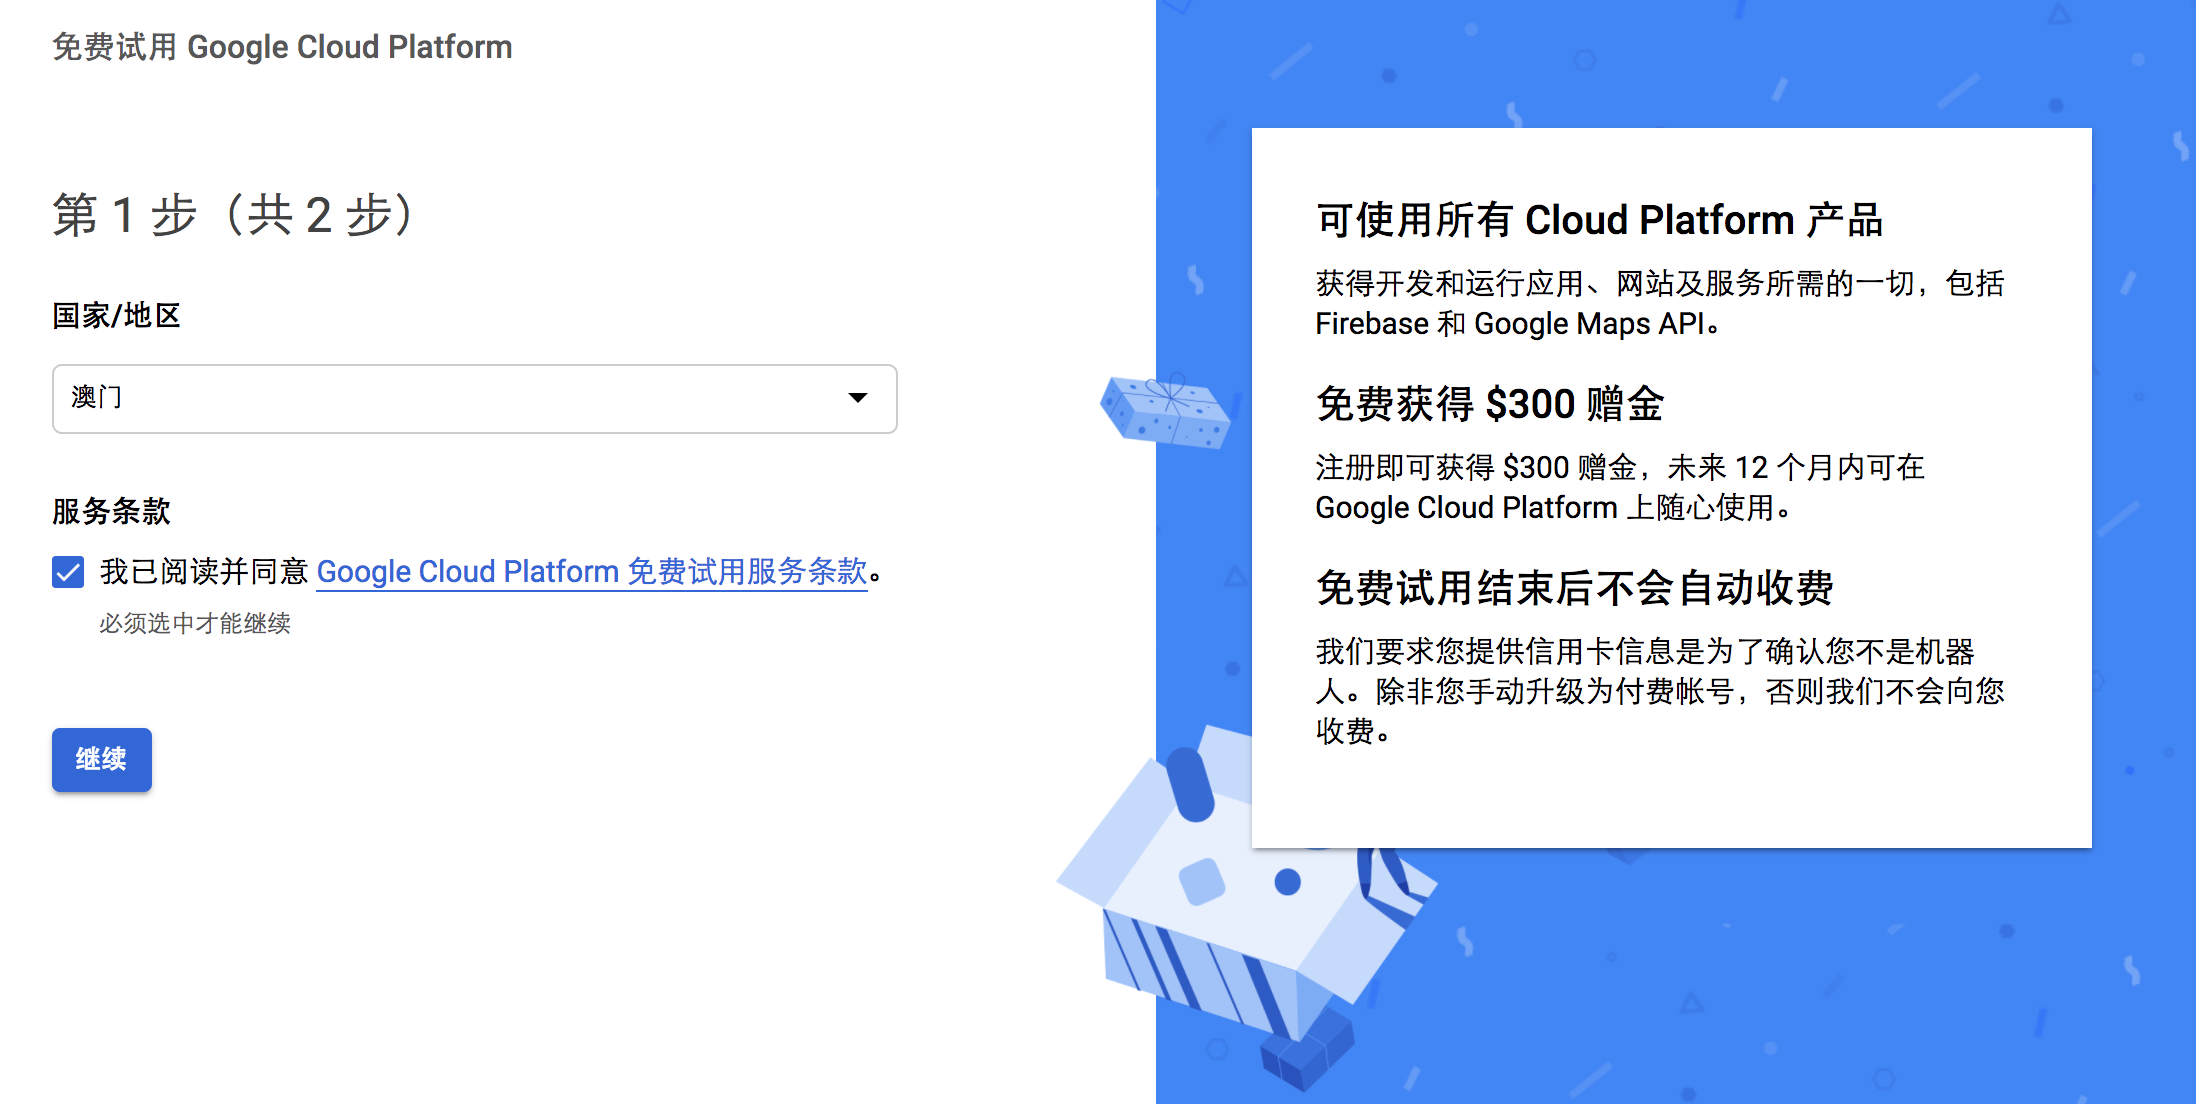 免费试用 Google Cloud Platform
第 1 步（共 2 步）
国家/地区
澳门
服务条款
我已阅读并同意 Google Cloud Platform 免费试用服务条款。
必须选中才能继续
继续
可使用所有 Cloud Platform 产品
获得开发和运行应用、网站及服务所需的一切，包括
Firebase 和 Google Maps API。
免费获得 $300 赠金
注册即可获得 $300 赠金，未来 12 个月内可在
Google Cloud Platform 上随心使用。
免费试用结束后不会自动收费
我们要求您提供信用卡信息是为了确认您不是机器
人。除非您手动升级为付费帐号，否则我们不会向您
收费。